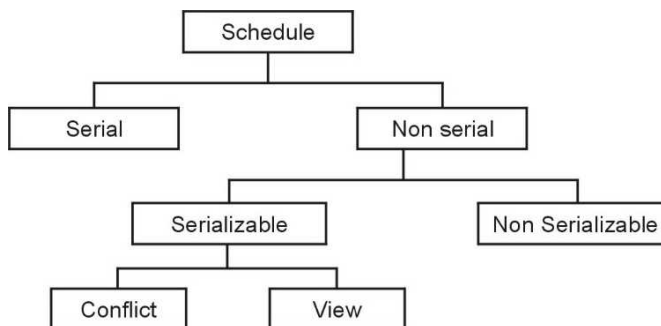 Schedule
Serial
Non serial
Serializable
Non Serializable
Conflict
View